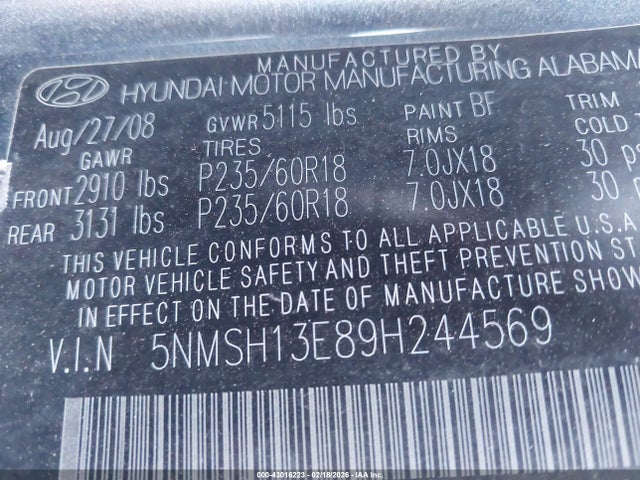 MANUFACTURED BY
HYUNDAI MOTOR MANUFACTURING ALABAMA
Aug/27/08 GVWR 5115 lbs PAINT BF TRIM
GAWR TIRES RIMS COLD
FRONT 2910 lbs P235/60R18 7.0JX18 30
REAR 3131 lbs P235/60R18 7.0JX18 30
THIS VEHICLE CONFORMS TO ALL APPLICABLE U.S.A
MOTOR VEHICLE SAFETY AND THEFT PREVENTION ST
IN EFFECT ON THE DATE OF MANUFACTURE SHOW
V.I.N 5NMSH13E89H244569
000-43016223 - 02/18/2026 - IAA Inc.